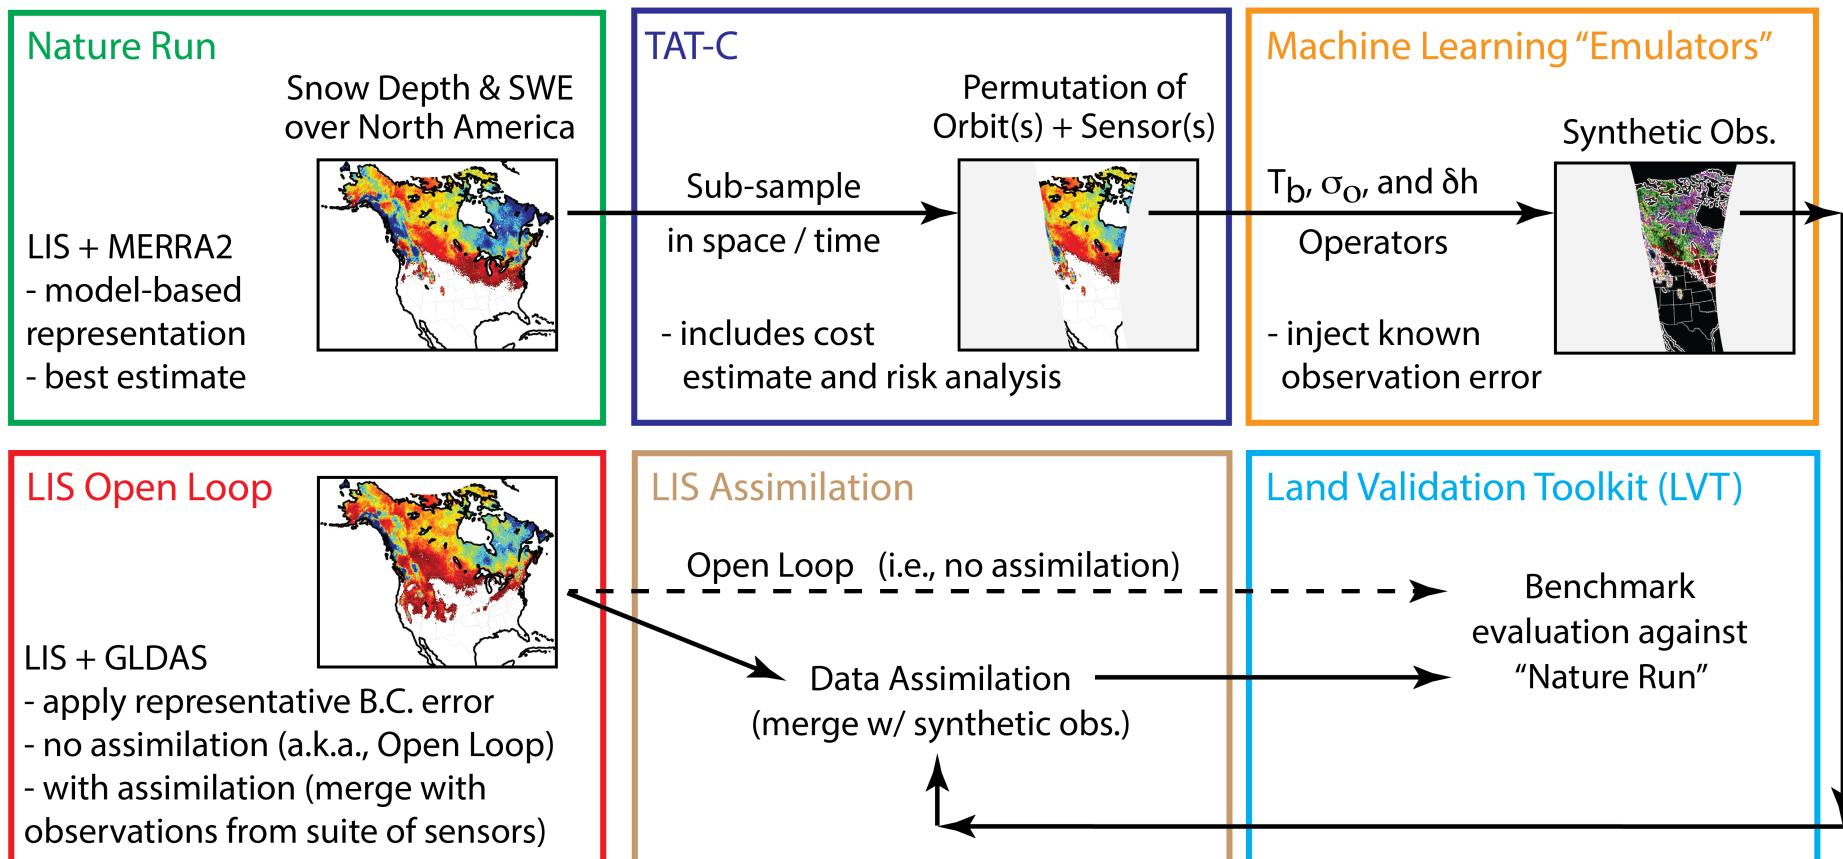 Nature Run
Snow Depth & SWE
over North America
LIS + MERRA2
- model-based
representation
- best estimate
TAT-C
Permutation of
Orbit(s) + Sensor(s)
Sub-sample
in space / time
- includes cost
estimate and risk analysis
Machine Learning “Emulators”
Synthetic Obs.
Tb, σo, and δh
Operators
- inject known
observation error
LIS Open Loop
LIS + GLDAS
- apply representative B.C. error
- no assimilation (a.k.a., Open Loop)
- with assimilation (merge with
observations from suite of sensors)
LIS Assimilation
Open Loop (i.e., no assimilation)
Data Assimilation
(merge w/ synthetic obs.)
Land Validation Toolkit (LVT)
Benchmark
evaluation against
“Nature Run”